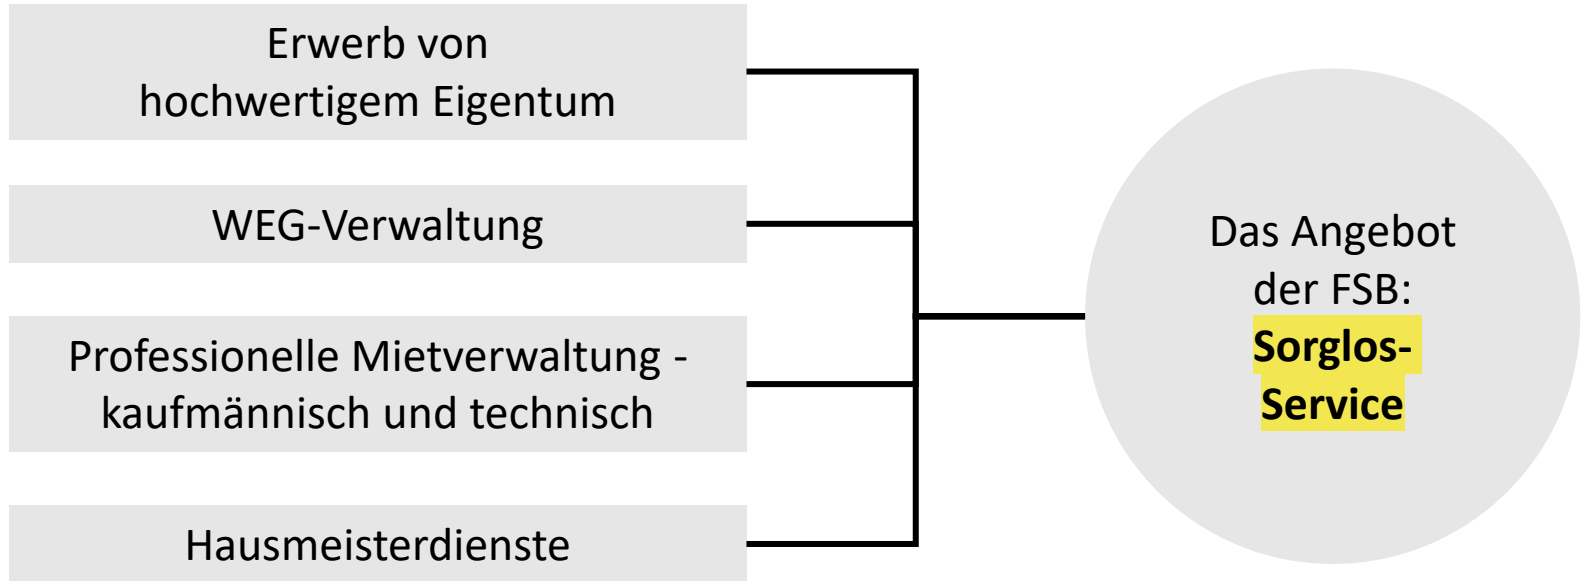 Erwerb von
hochwertigem Eigentum
WEG-Verwaltung
Professionelle Mietverwaltung -
kaufmännisch und technisch
Hausmeisterdienste
Das Angebot
der FSB:
Sorglos-
Service